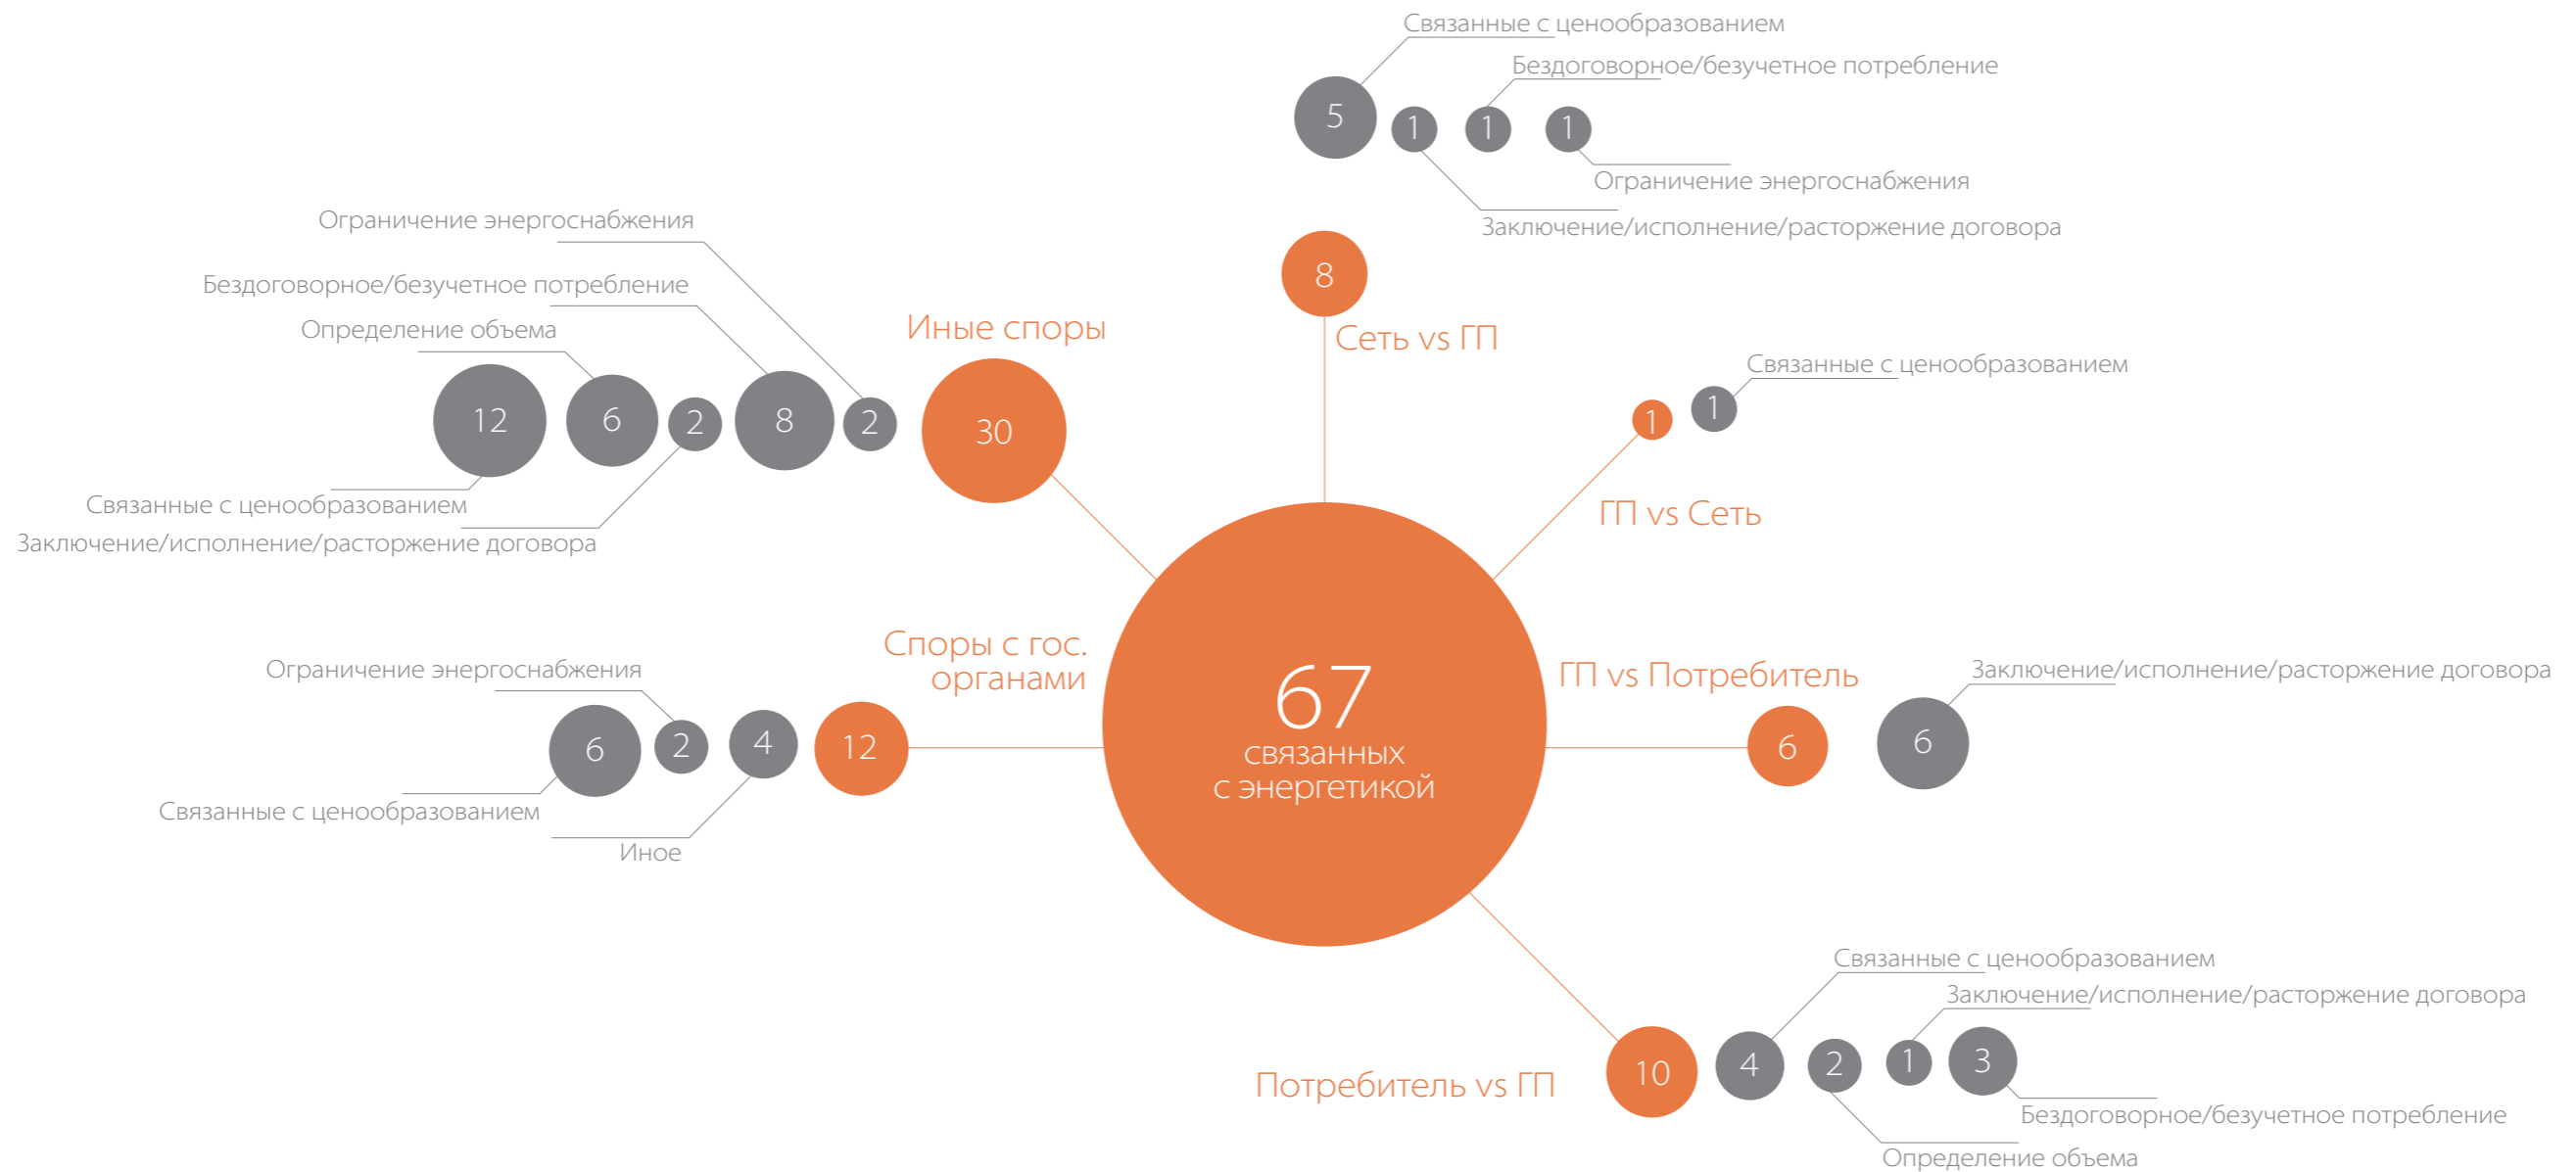 Связанные с ценообразованием
Бездоговорное/безучетное потребление
5
1
1
1
Ограничение энергоснабжения
Заключение/исполнение/расторжение договора
8
Сеть vs ГП
Ограничение энергоснабжения
Бездоговорное/безучетное потребление
Определение объема
Иные споры
12
6
2
8
2
30
Связанные с ценообразованием
Заключение/исполнение/расторжение договора
Связанные с ценообразованием
1
1
ГП vs Сеть
Споры с гос.
органами
Ограничение энергоснабжения
6
2
4
12
Связанные с ценообразованием
Иное
67
связанных
с энергетикой
ГП vs Потребитель
Заключение/исполнение/расторжение договора
6
6
Связанные с ценообразованием
Заключение/исполнение/расторжение договора
Потребитель vs ГП
10
4
2
1
3
Бездоговорное/безучетное потребление
Определение объема